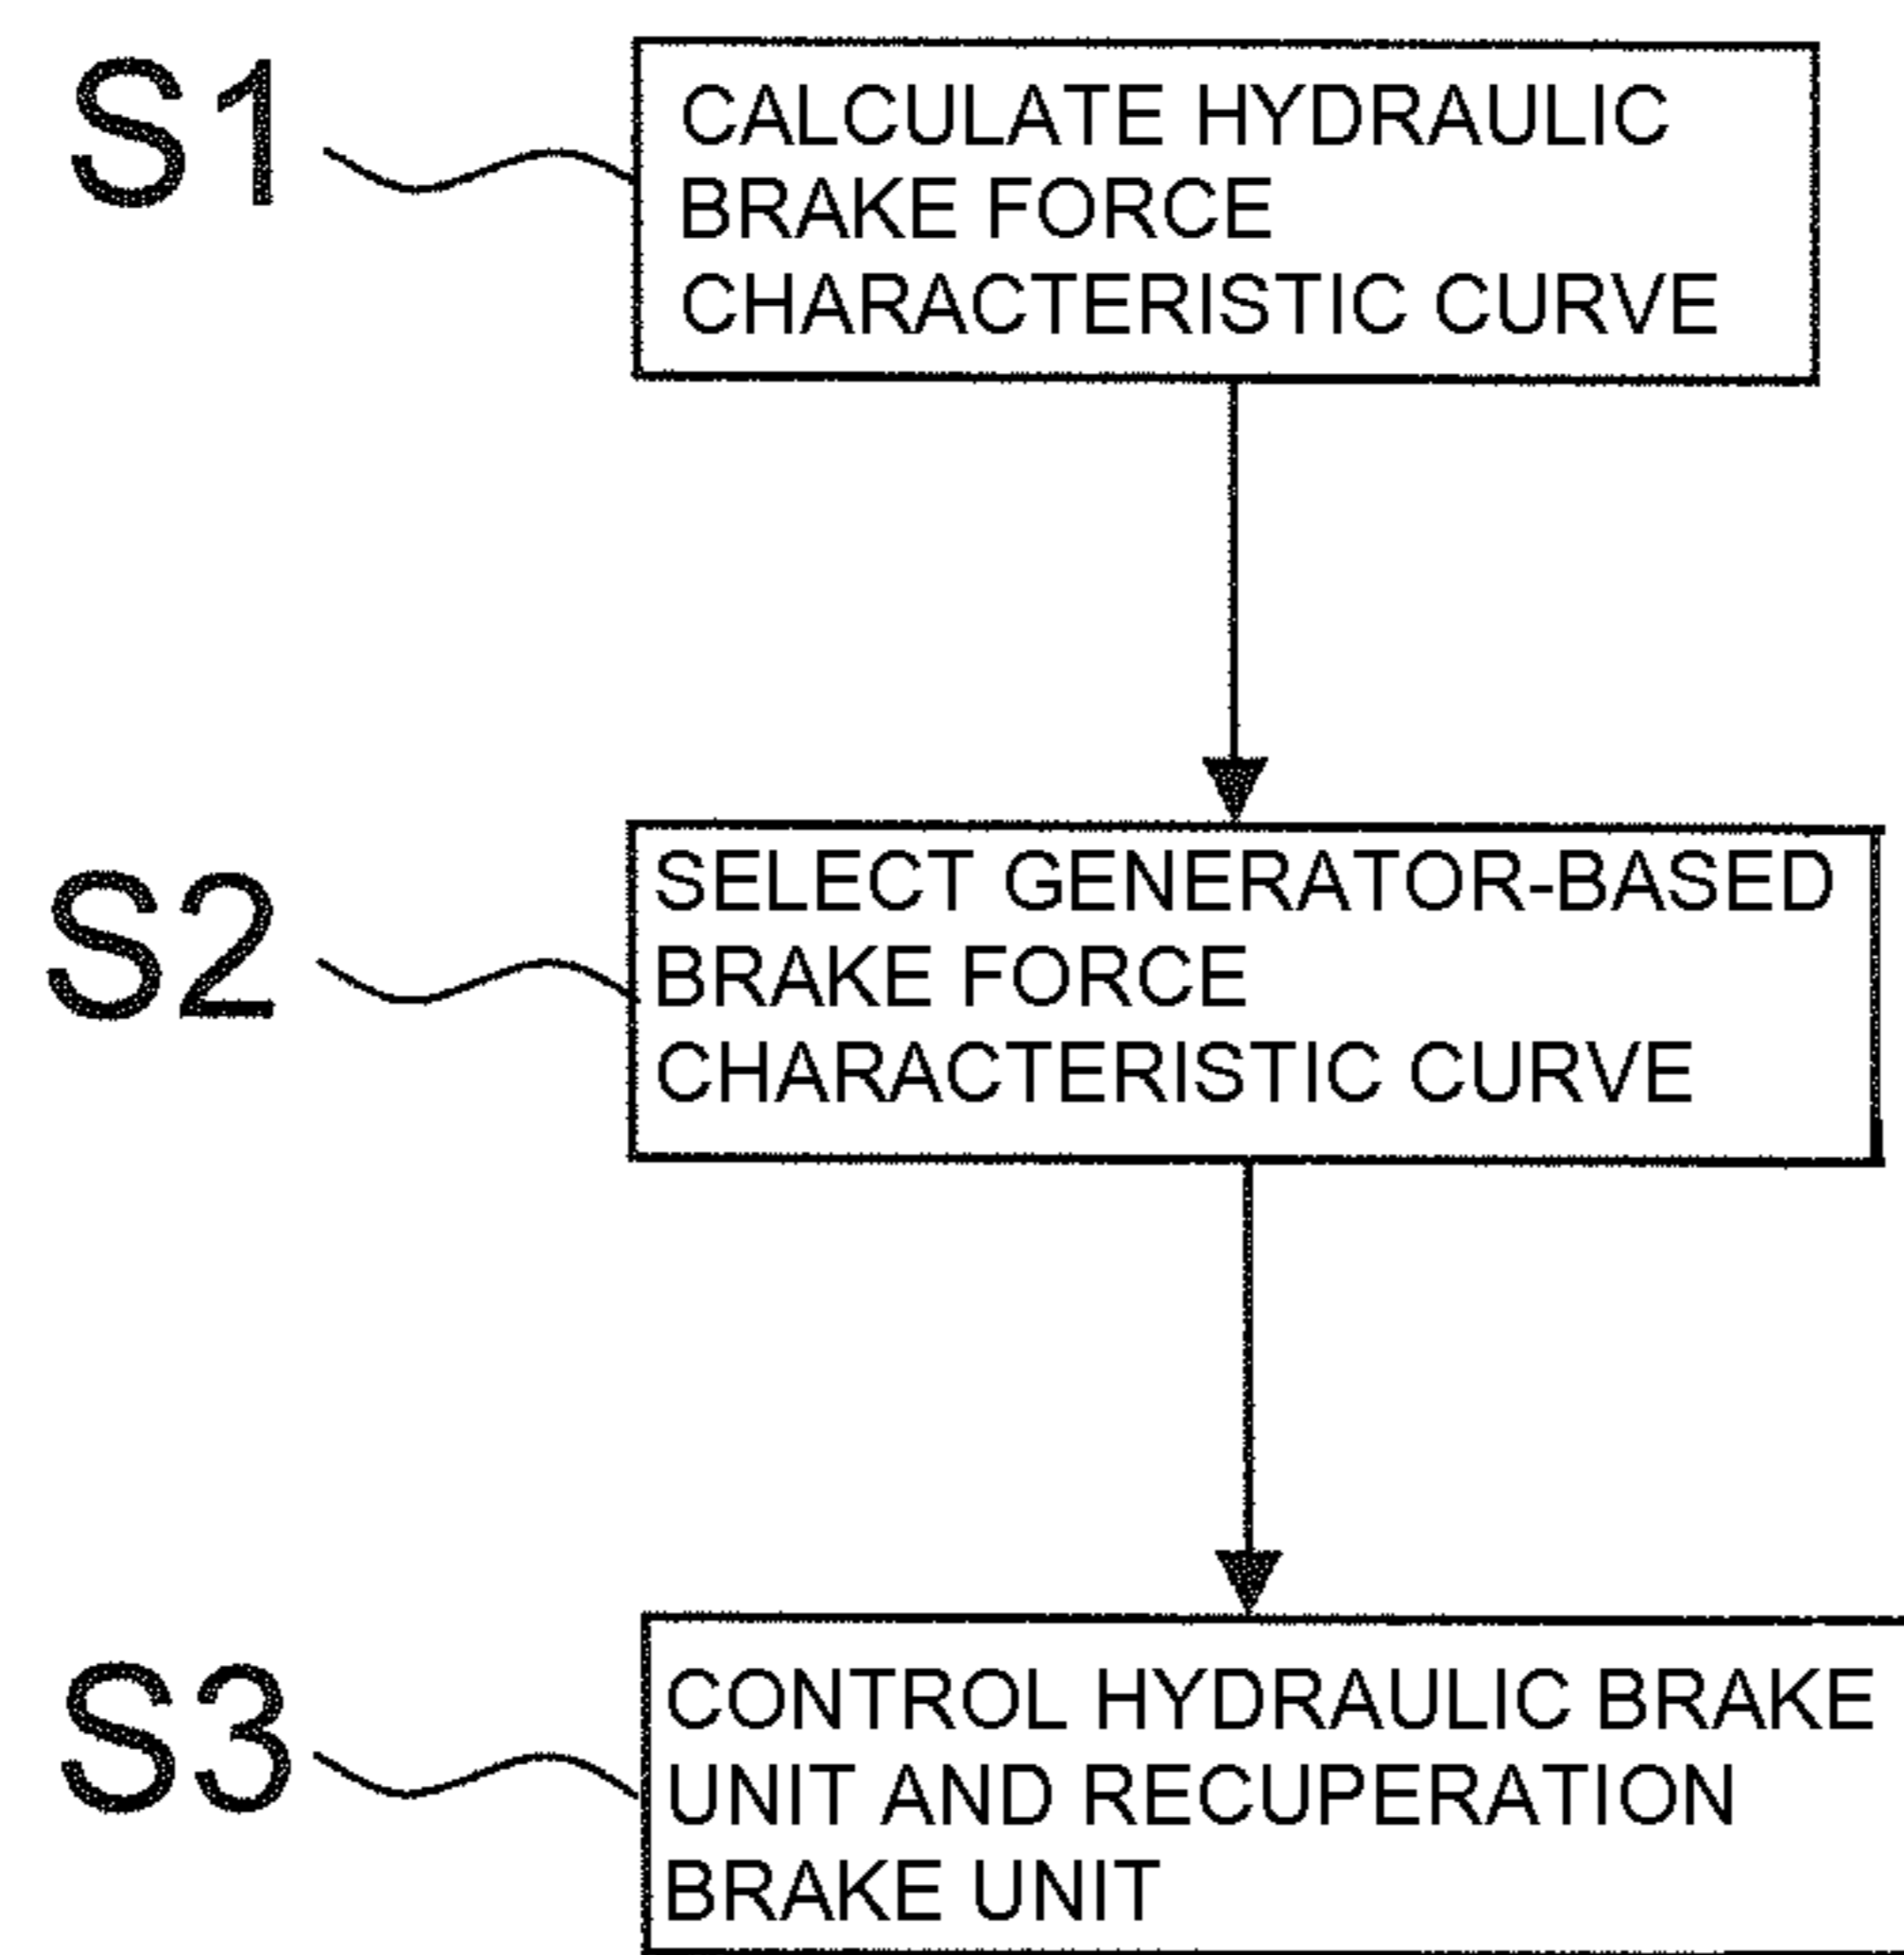 S1
CALCULATE HYDRAULIC
BRAKE FORCE
CHARACTERISTIC CURVE
S2
SELECT GENERATOR-BASED
BRAKE FORCE
CHARACTERISTIC CURVE
S3
CONTROL HYDRAULIC BRAKE
UNIT AND RECUPERATION
BRAKE UNIT